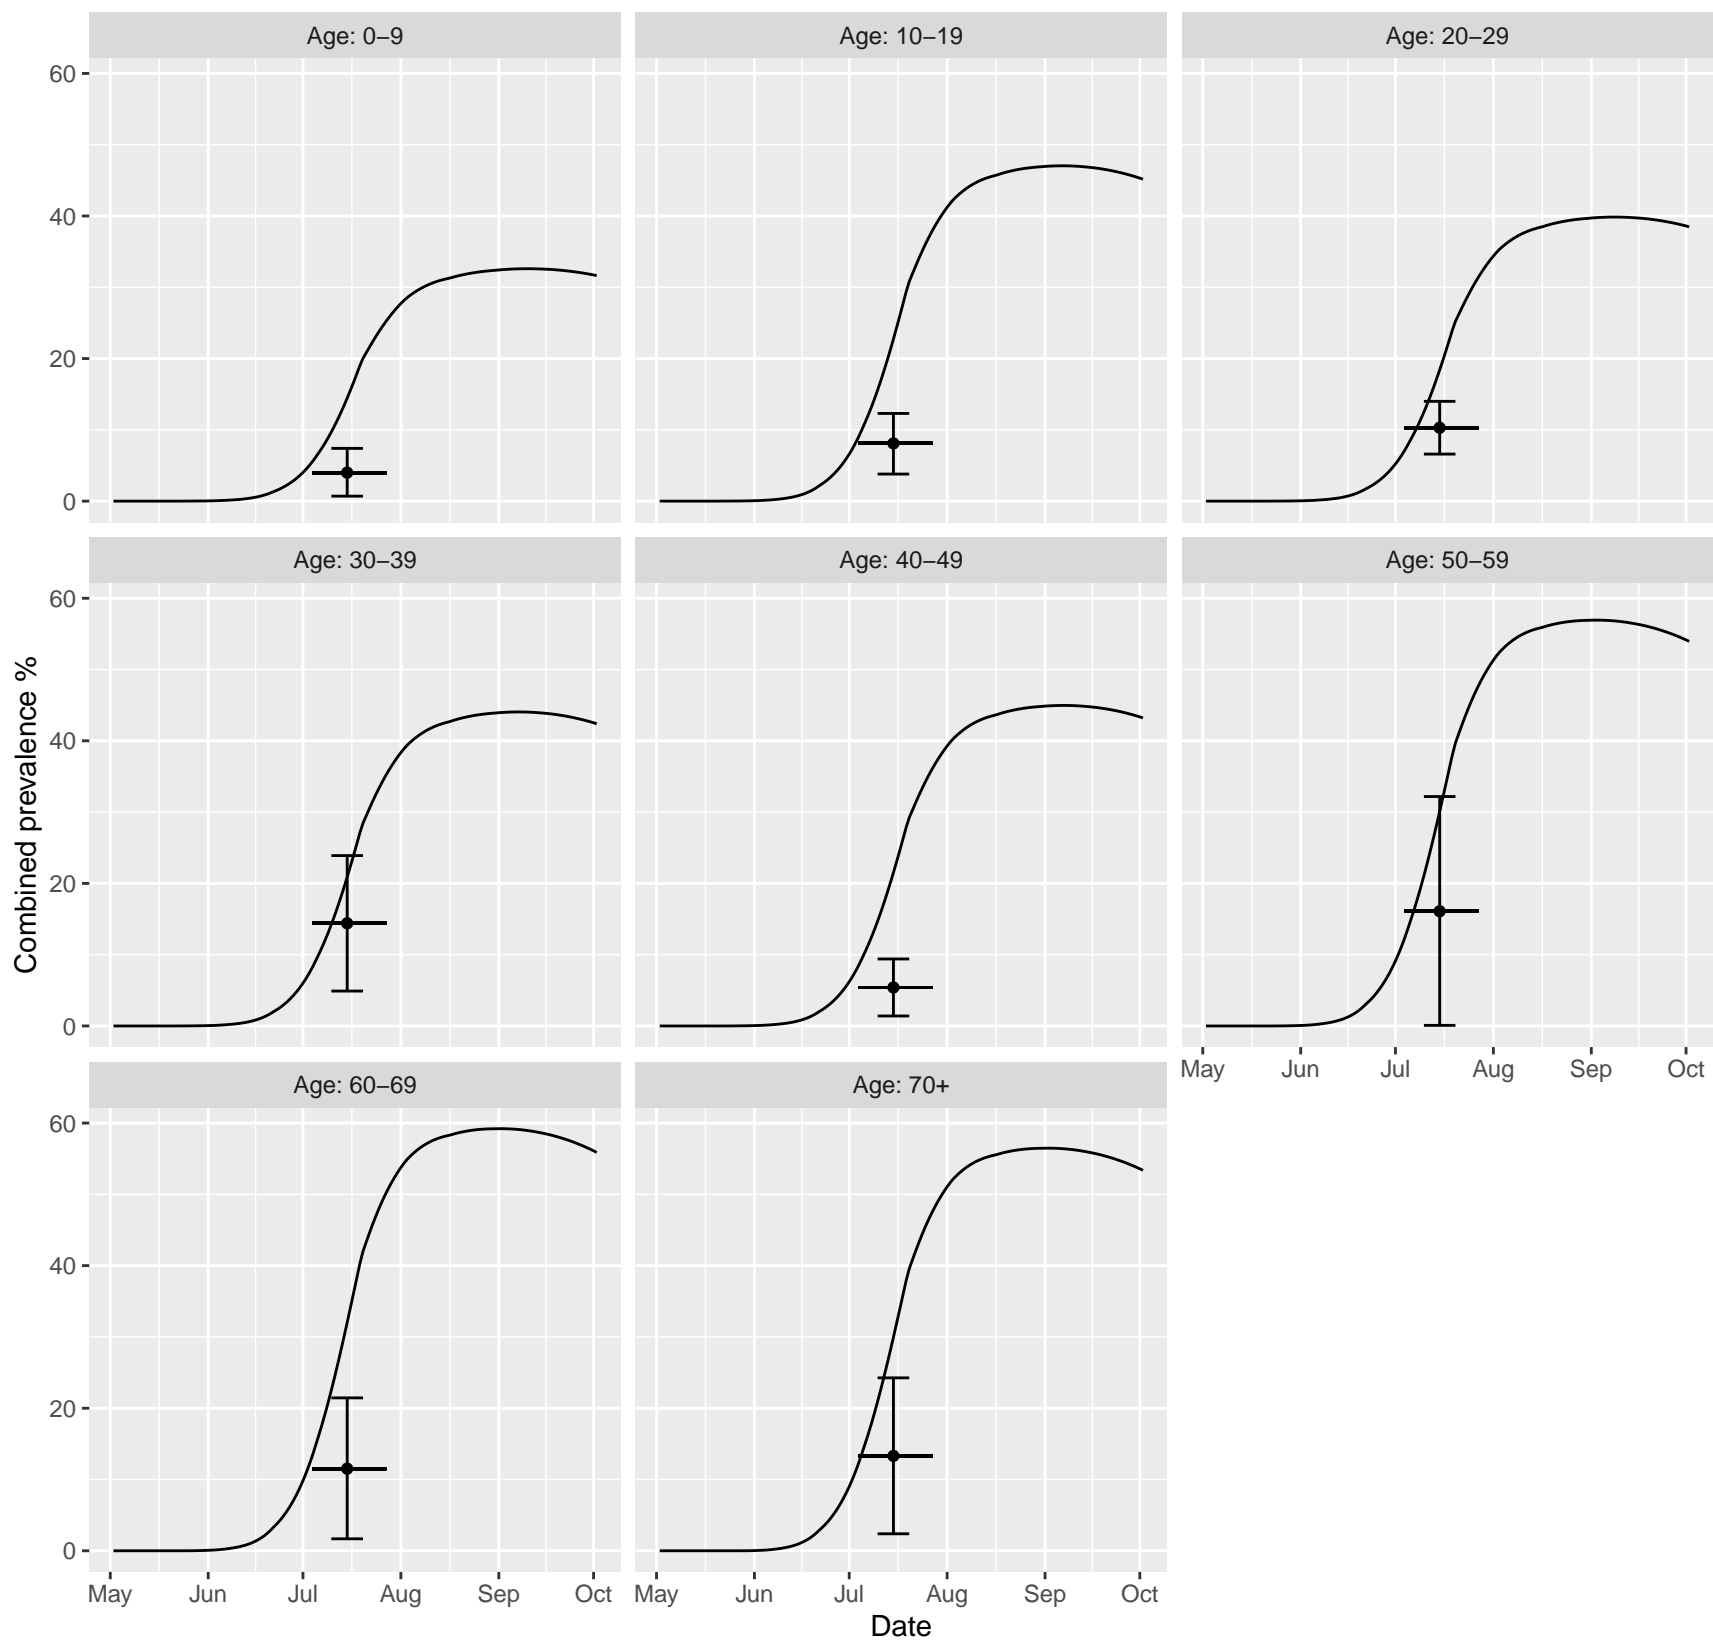 Age: 0–9
Age: 10–19
Age: 20–29
60
40
20
0
Age: 30–39
Age: 40–49
Age: 50–59
60
40
20
0
Combined prevalence %
May Jun Jul Aug Sep Oct
Age: 60–69
Age: 70+
60
40
20
0
May Jun Jul Aug Sep Oct
May Jun Jul Aug Sep Oct
Date